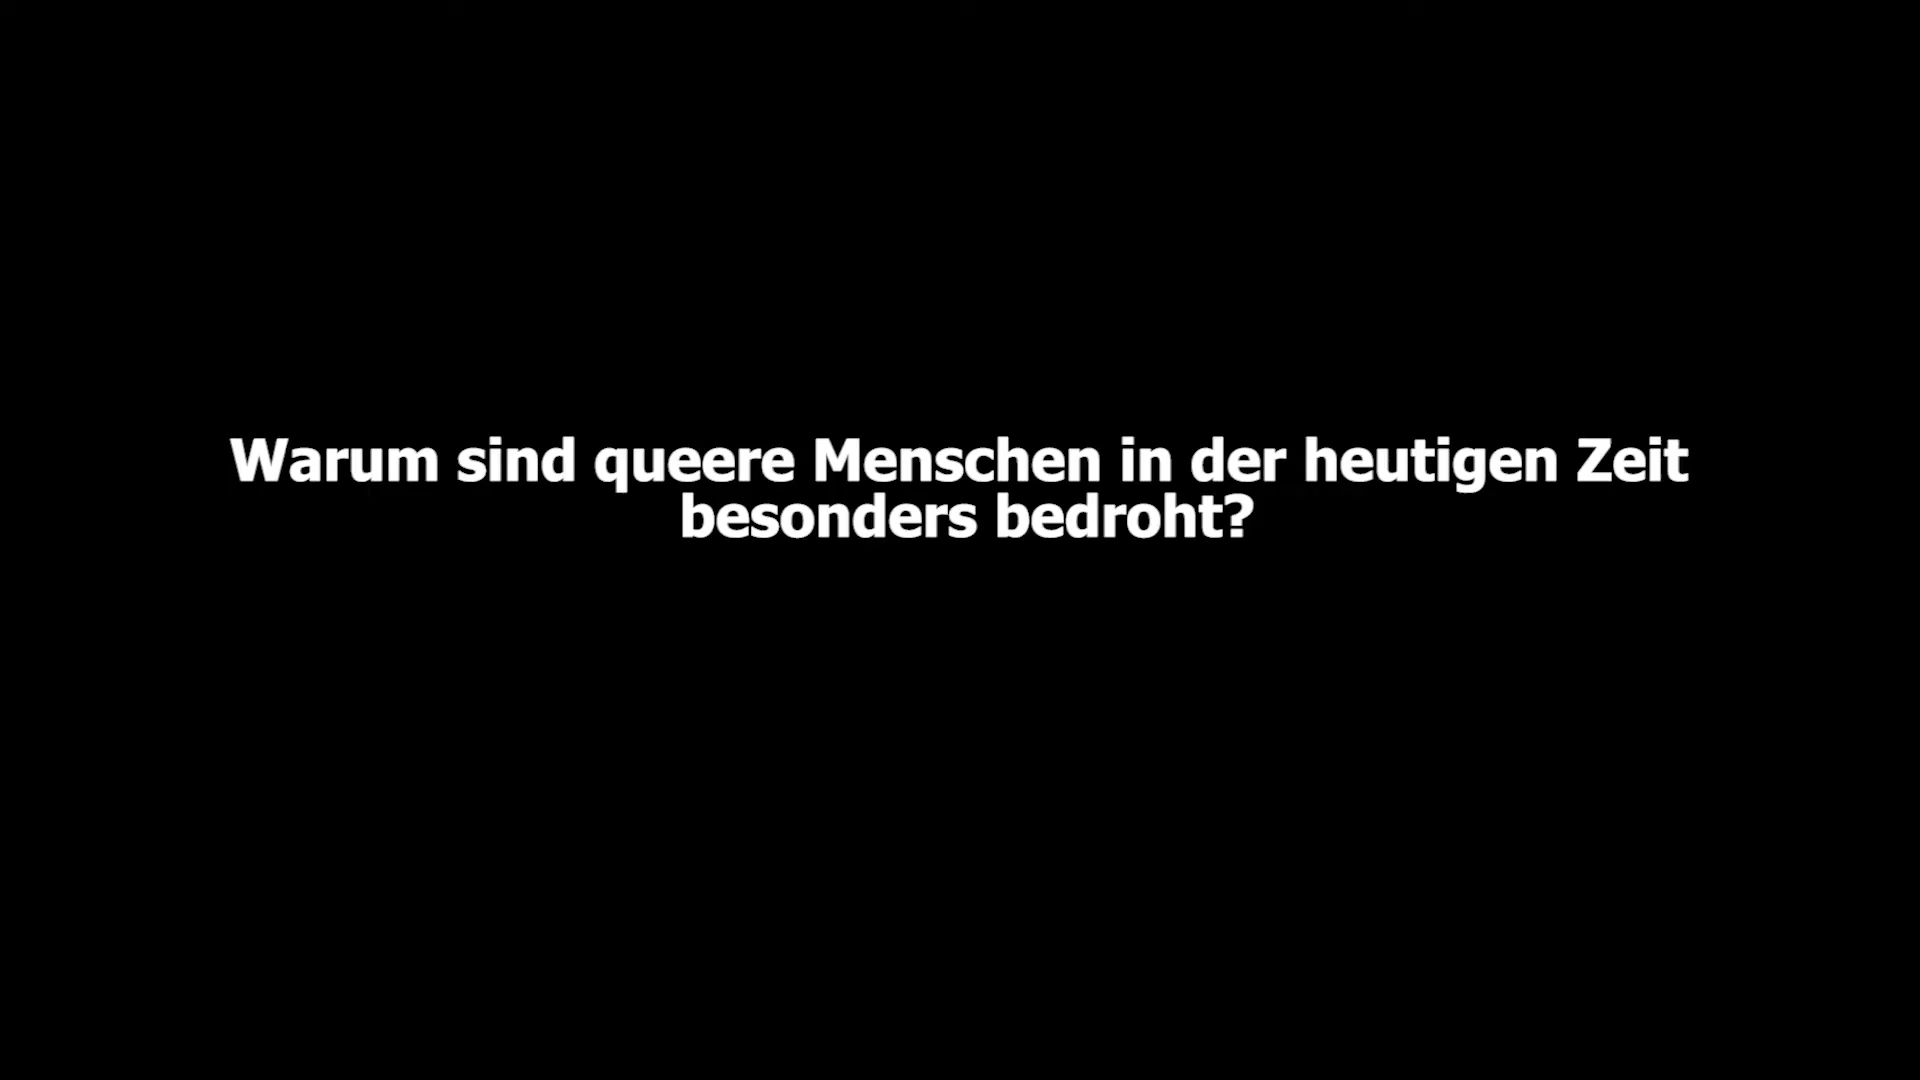 Warum sind queere Menschen in der heutigen Zeit
besonders bedroht?